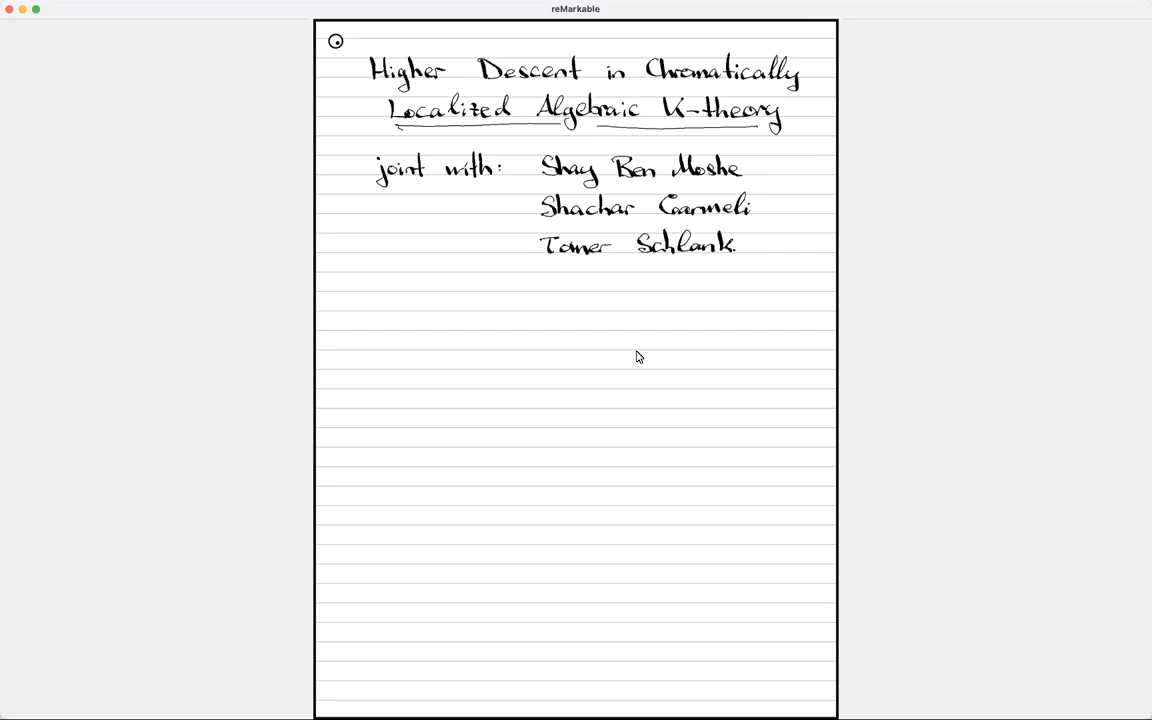 reMarkable
Higher Descent in Chromatically
Localized Algebraic K-theory
joint with: Shay Ben Moshe
Shachar Carmeli
Tomer Schlank.